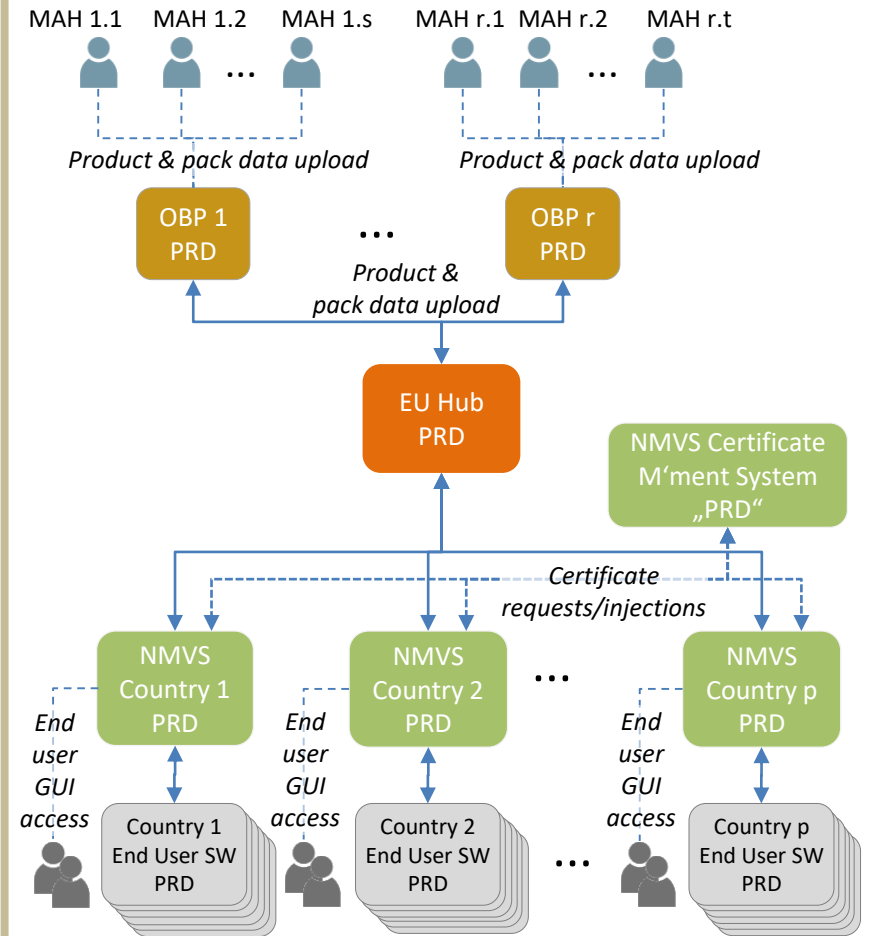 MAH 1.1 MAH 1.2 MAH 1.s MAH r.1 MAH r.2 MAH r.t
... ...
Product & pack data upload Product & pack data upload
OBP 1
PRD
...
OBP r
PRD
Product &
pack data upload
EU Hub
PRD
NMVS Certificate
M‘ment System
„PRD“
Certificate
requests/injections
NMVS
Country 1
PRD
NMVS
Country 2
PRD
...
NMVS
Country p
PRD
End
user
GUI
access
End
user
GUI
access
End
user
GUI
access
Country 1
End User SW
PRD
Country 2
End User SW
PRD
...
Country p
End User SW
PRD